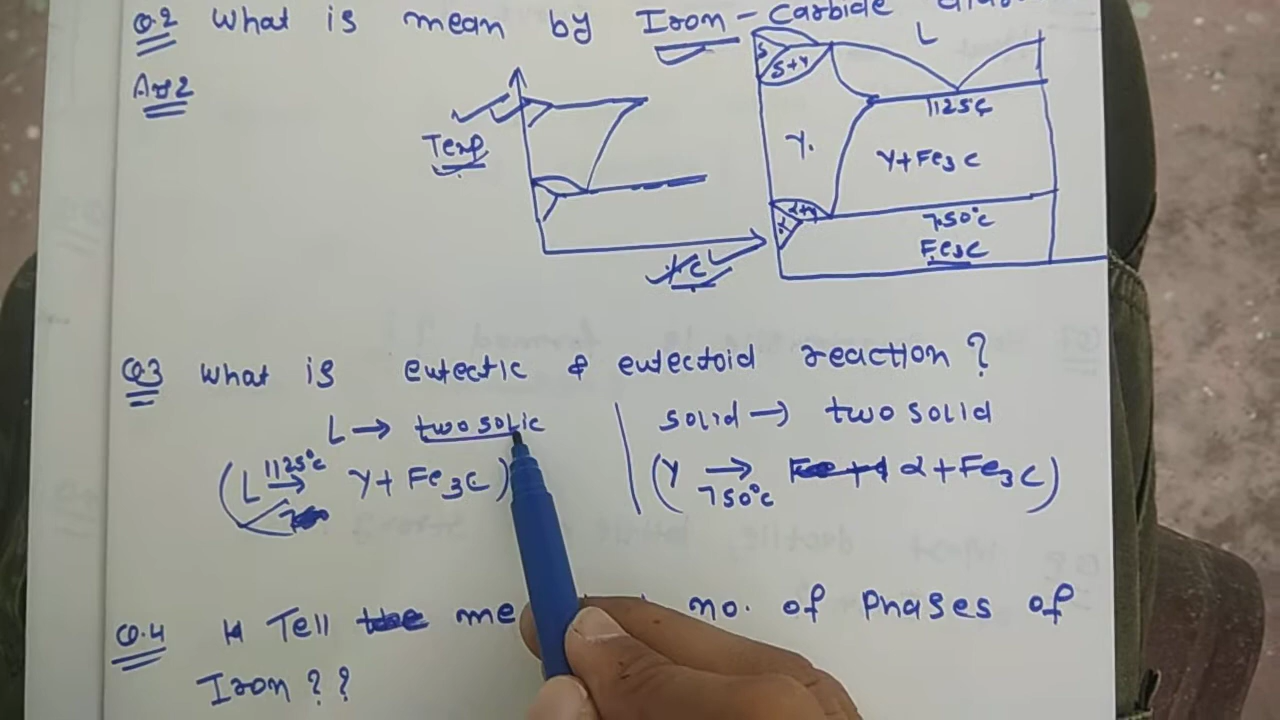 Q.2 What is mean by Iron - Carbide
Ans 2
Temp
% C
L
S
S+γ
1125°C
γ.
γ+Fe3C
α+γ
α
750°C
Fe3C
Q3 What is eutectic & eutectoid reaction?
L → two solid
(L 1125°C → γ + Fe3C)
solid → two solid
(γ → 750°C α + Fe3C)
Q.4 Tell me no. of Phases of
Iron??